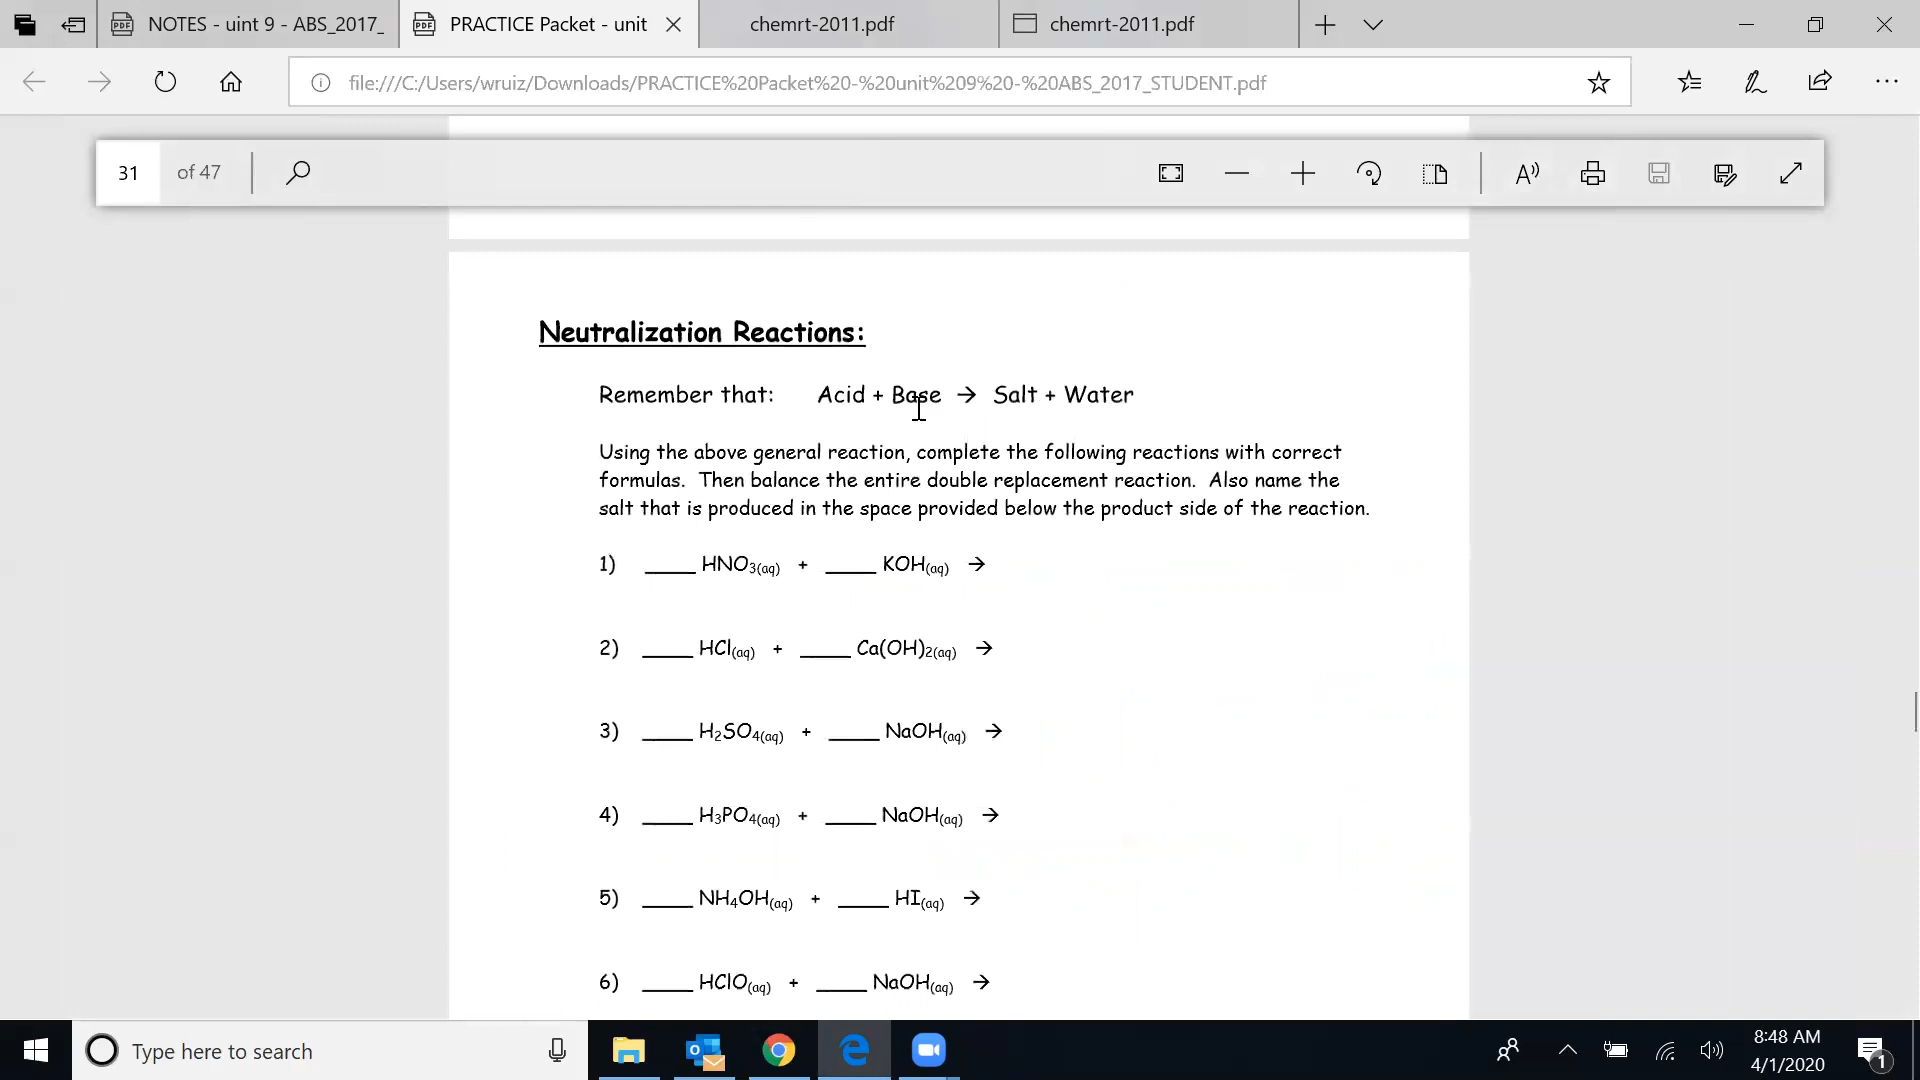 NOTES - uint 9 - ABS_2017_
PRACTICE Packet - unit
chemrt-2011.pdf
chemrt-2011.pdf
file:///C:/Users/wruiz/Downloads/PRACTICE%20Packet%20-%20unit%209%20-%20ABS_2017_STUDENT.pdf
31 of 47
Neutralization Reactions:
Remember that: Acid + Base → Salt + Water
Using the above general reaction, complete the following reactions with correct
formulas. Then balance the entire double replacement reaction. Also name the
salt that is produced in the space provided below the product side of the reaction.
1) ____ HNO₃(aq) + ____ KOH(aq) →
2) ____ HCl(aq) + ____ Ca(OH)₂(aq) →
3) ____ H₂SO₄(aq) + ____ NaOH(aq) →
4) ____ H₃PO₄(aq) + ____ NaOH(aq) →
5) ____ NH₄OH(aq) + ____ HI(aq) →
6) ____ HClO(aq) + ____ NaOH(aq) →
Type here to search
8:48 AM
4/1/2020
1